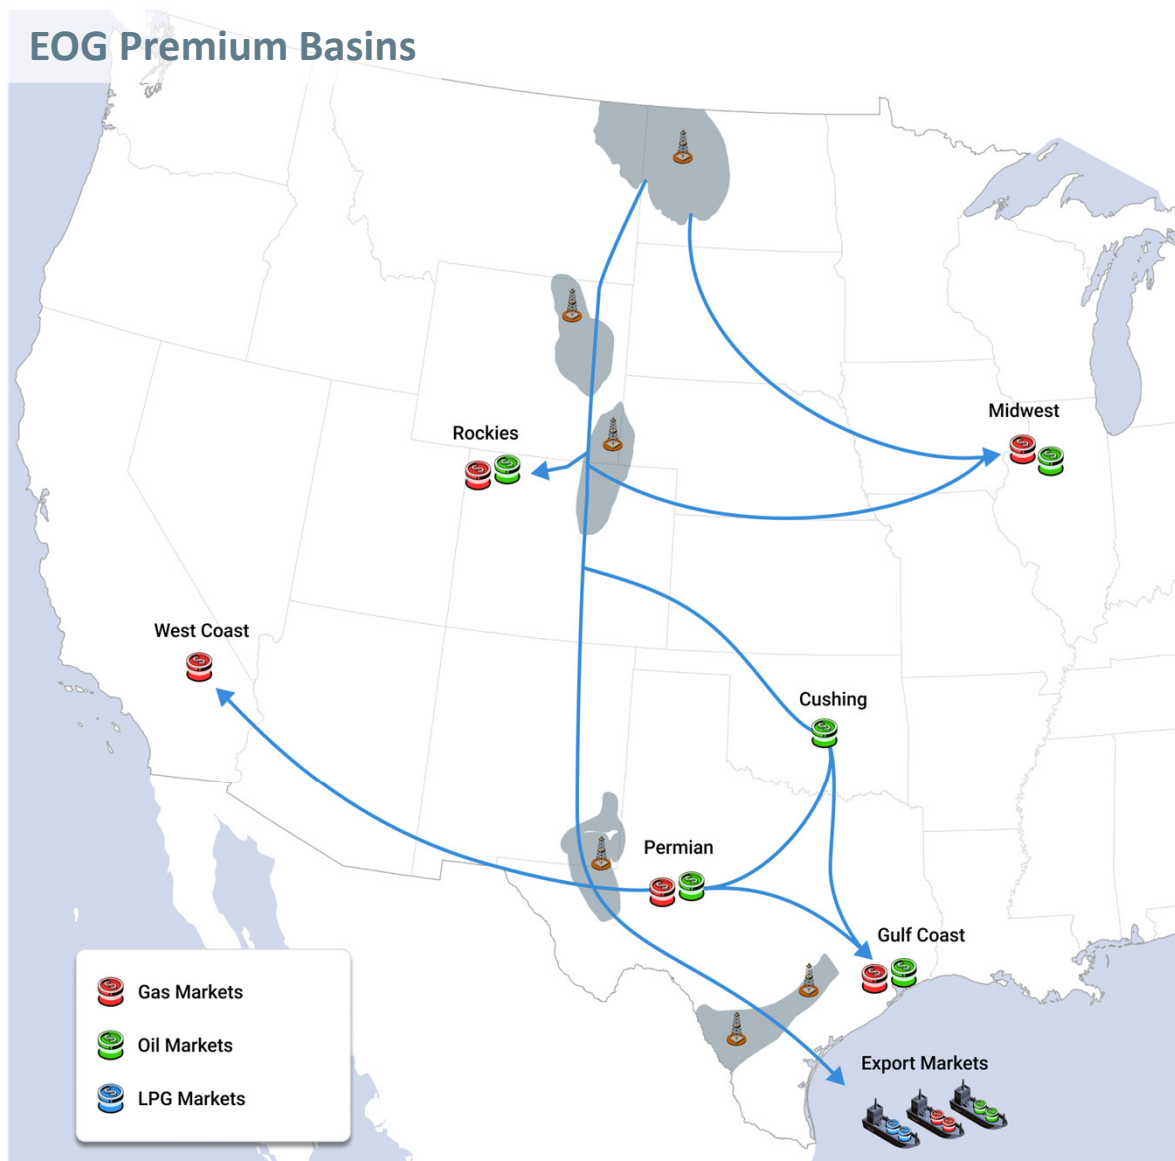 EOG Premium Basins
Midwest
Rockies
West Coast
Cushing
Permian
Gulf Coast
Gas Markets
Oil Markets
LPG Markets
Export Markets